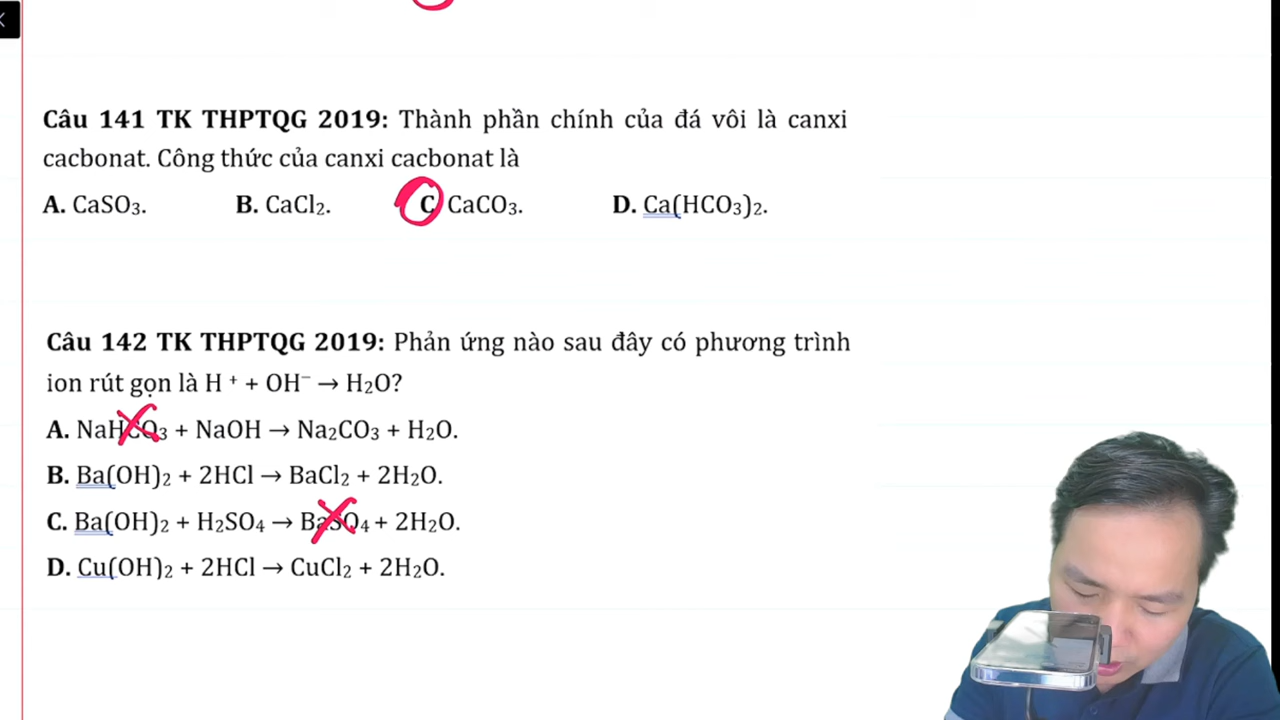 Câu 141 TK THPTQG 2019: Thành phần chính của đá vôi là canxi
cacbonat. Công thức của canxi cacbonat là
A. CaSO₃. B. CaCl₂. C CaCO₃. D. Ca(HCO₃)₂.
Câu 142 TK THPTQG 2019: Phản ứng nào sau đây có phương trình
ion rút gọn là H ⁺ + OH⁻ → H₂O?
A. NaHCO₃ + NaOH → Na₂CO₃ + H₂O.
B. Ba(OH)₂ + 2HCl → BaCl₂ + 2H₂O.
C. Ba(OH)₂ + H₂SO₄ → BaSO₄ + 2H₂O.
D. Cu(OH)₂ + 2HCl → CuCl₂ + 2H₂O.